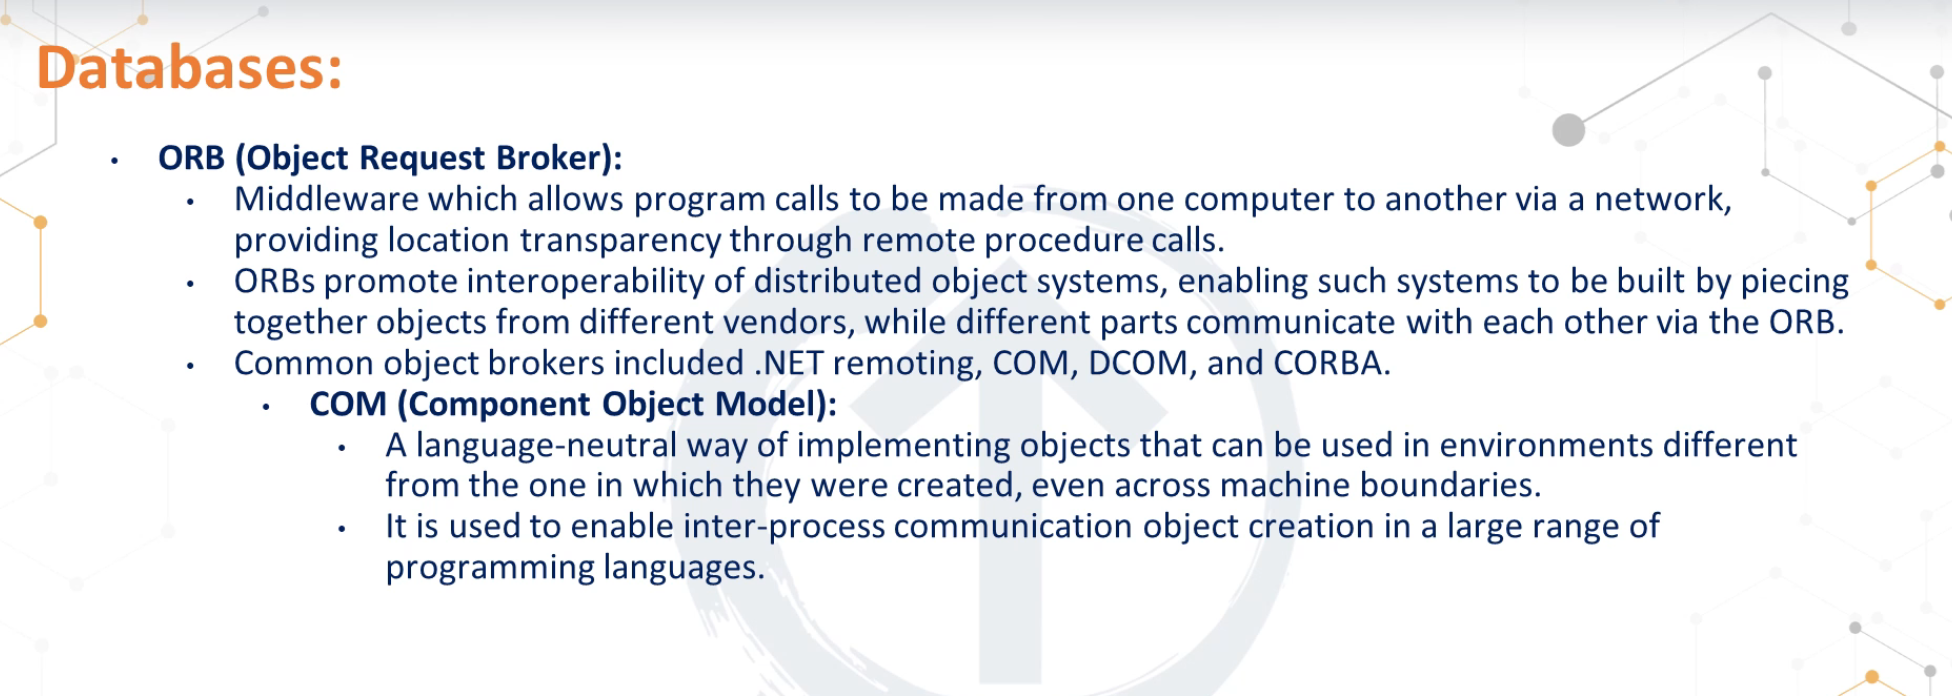 Databases:
• ORB (Object Request Broker):
• Middleware which allows program calls to be made from one computer to another via a network,
providing location transparency through remote procedure calls.
• ORBs promote interoperability of distributed object systems, enabling such systems to be built by piecing
together objects from different vendors, while different parts communicate with each other via the ORB.
• Common object brokers included .NET remoting, COM, DCOM, and CORBA.
• COM (Component Object Model):
• A language-neutral way of implementing objects that can be used in environments different
from the one in which they were created, even across machine boundaries.
• It is used to enable inter-process communication object creation in a large range of
programming languages.